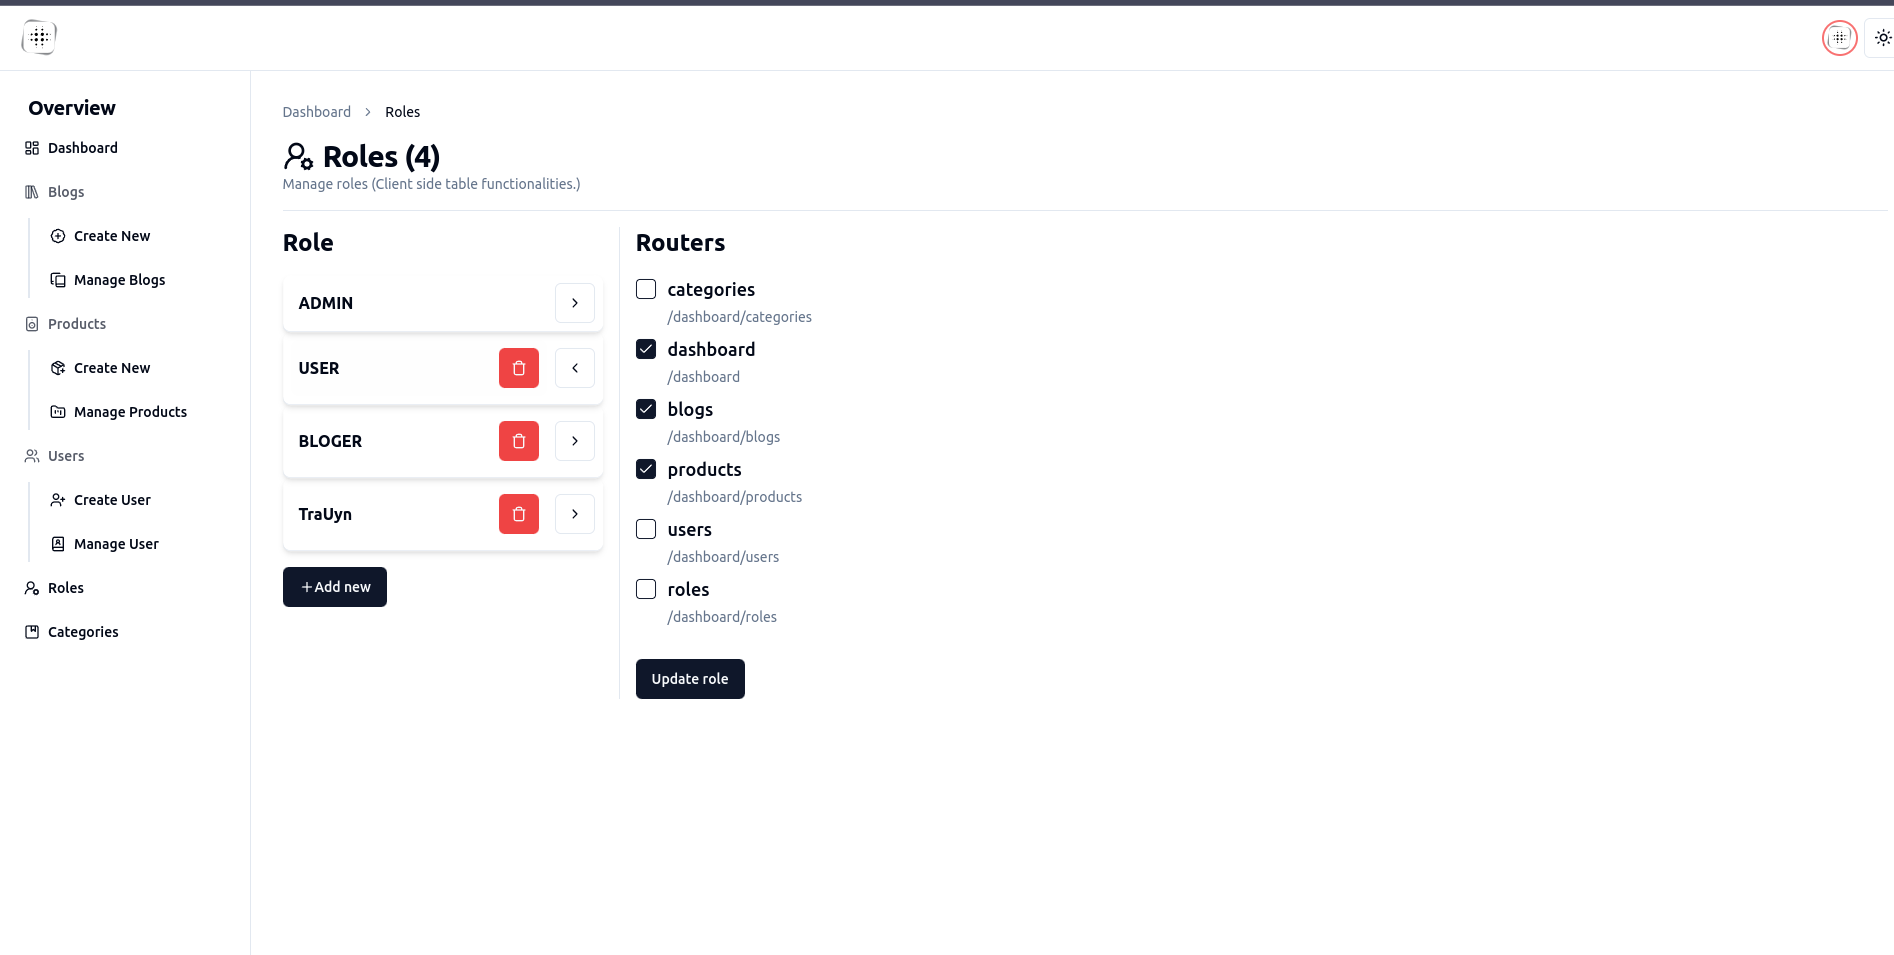 Overview
Dashboard
Blogs
Create New
Manage Blogs
Products
Create New
Manage Products
Users
Create User
Manage User
Roles
Categories
Dashboard > Roles
Roles (4)
Manage roles (Client side table functionalities.)
Role
ADMIN
USER
BLOGER
TraUyn
+ Add new
Routers
categories
/dashboard/categories
dashboard
/dashboard
blogs
/dashboard/blogs
products
/dashboard/products
users
/dashboard/users
roles
/dashboard/roles
Update role